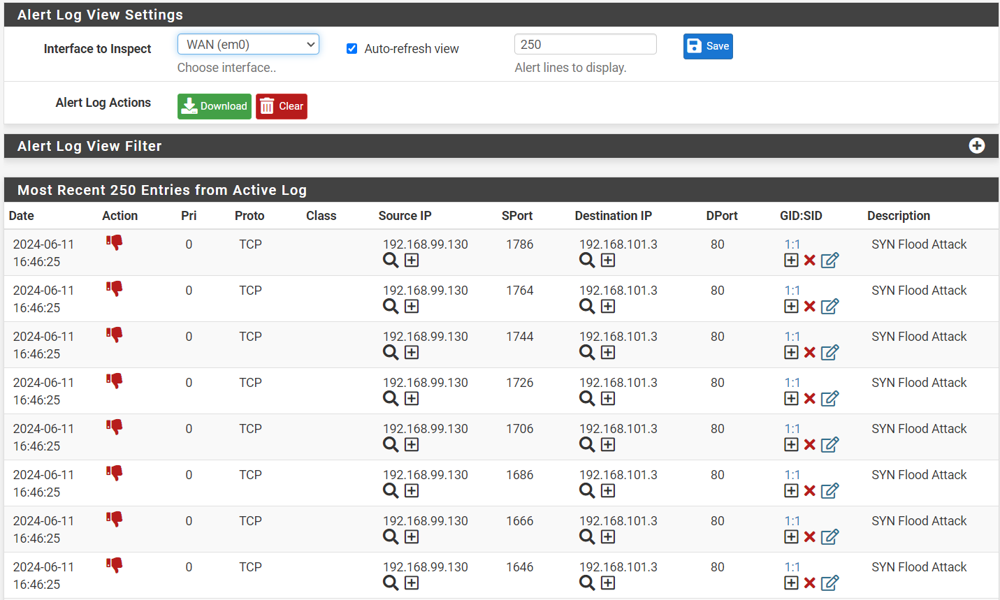 Alert Log View Settings
Interface to Inspect WAN (em0) Auto-refresh view 250 Save
Choose interface.. Alert lines to display.
Alert Log Actions Download Clear
Alert Log View Filter
Most Recent 250 Entries from Active Log
Date Action Pri Proto Class Source IP SPort Destination IP DPort GID:SID Description
2024-06-11 0 TCP 192.168.99.130 1786 192.168.101.3 80 1:1 SYN Flood Attack
16:46:25
2024-06-11 0 TCP 192.168.99.130 1764 192.168.101.3 80 1:1 SYN Flood Attack
16:46:25
2024-06-11 0 TCP 192.168.99.130 1744 192.168.101.3 80 1:1 SYN Flood Attack
16:46:25
2024-06-11 0 TCP 192.168.99.130 1726 192.168.101.3 80 1:1 SYN Flood Attack
16:46:25
2024-06-11 0 TCP 192.168.99.130 1706 192.168.101.3 80 1:1 SYN Flood Attack
16:46:25
2024-06-11 0 TCP 192.168.99.130 1686 192.168.101.3 80 1:1 SYN Flood Attack
16:46:25
2024-06-11 0 TCP 192.168.99.130 1666 192.168.101.3 80 1:1 SYN Flood Attack
16:46:25
2024-06-11 0 TCP 192.168.99.130 1646 192.168.101.3 80 1:1 SYN Flood Attack
16:46:25